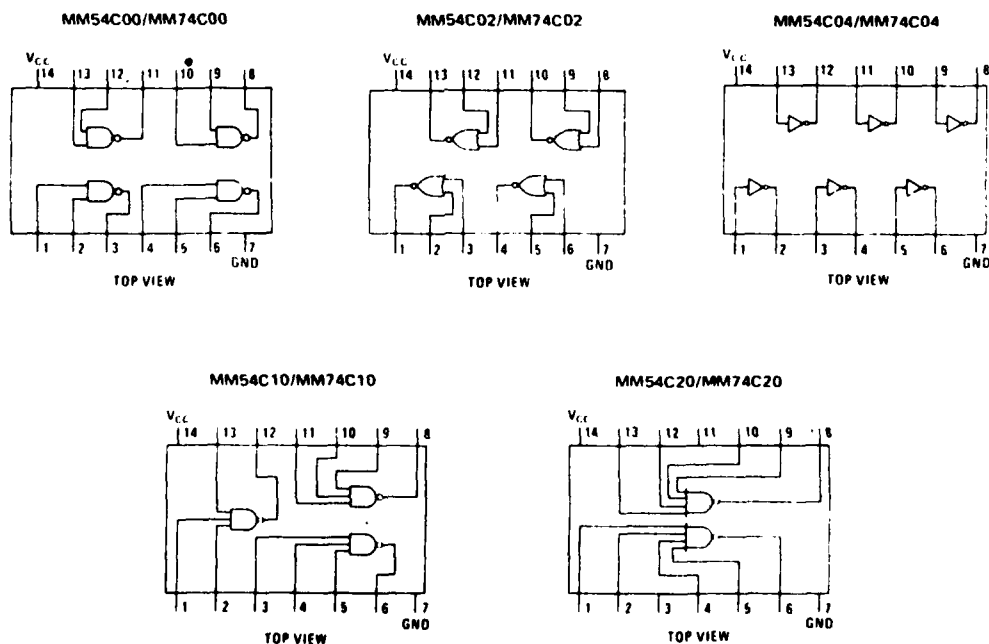 MM54C00/MM74C00
MM54C02/MM74C02
MM54C04/MM74C04
VCC
14 13 12 11 10 9 8
1 2 3 4 5 6 7
GND
TOP VIEW
VCC
14 13 12 11 10 9 8
1 2 3 4 5 6 7
GND
TOP VIEW
VCC
14 13 12 11 10 9 8
1 2 3 4 5 6 7
GND
TOP VIEW
MM54C10/MM74C10
MM54C20/MM74C20
VCC
14 13 12 11 10 9 8
1 2 3 4 5 6 7
GND
TOP VIEW
VCC
14 13 12 11 10 9 8
1 2 3 4 5 6 7
GND
TOP VIEW